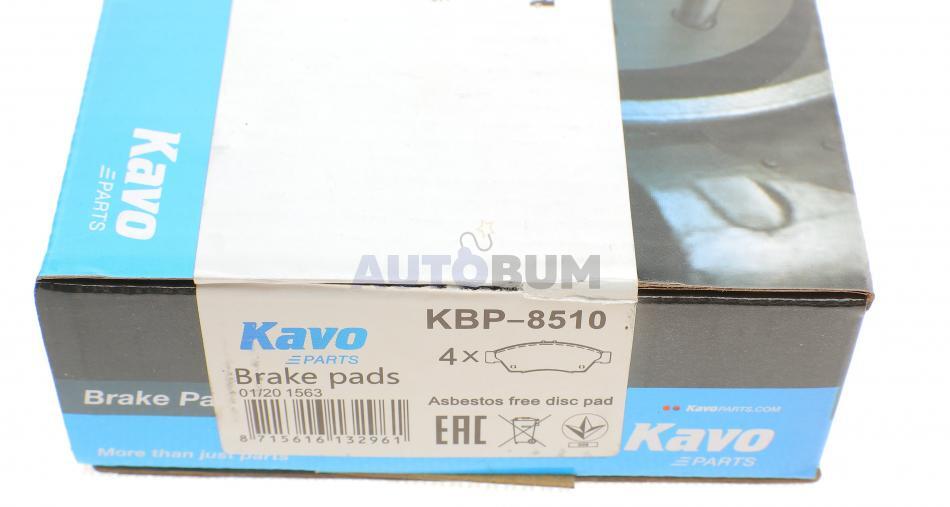 Kavo
PARTS
AUTOBUM
Kavo
PARTS
Brake pads
01/20 1563
8 715616 132961
KBP-8510
4×
Asbestos free disc pad
EAC
Brake Pa
More than just parts
KavoPARTS.COM
Kavo
PARTS